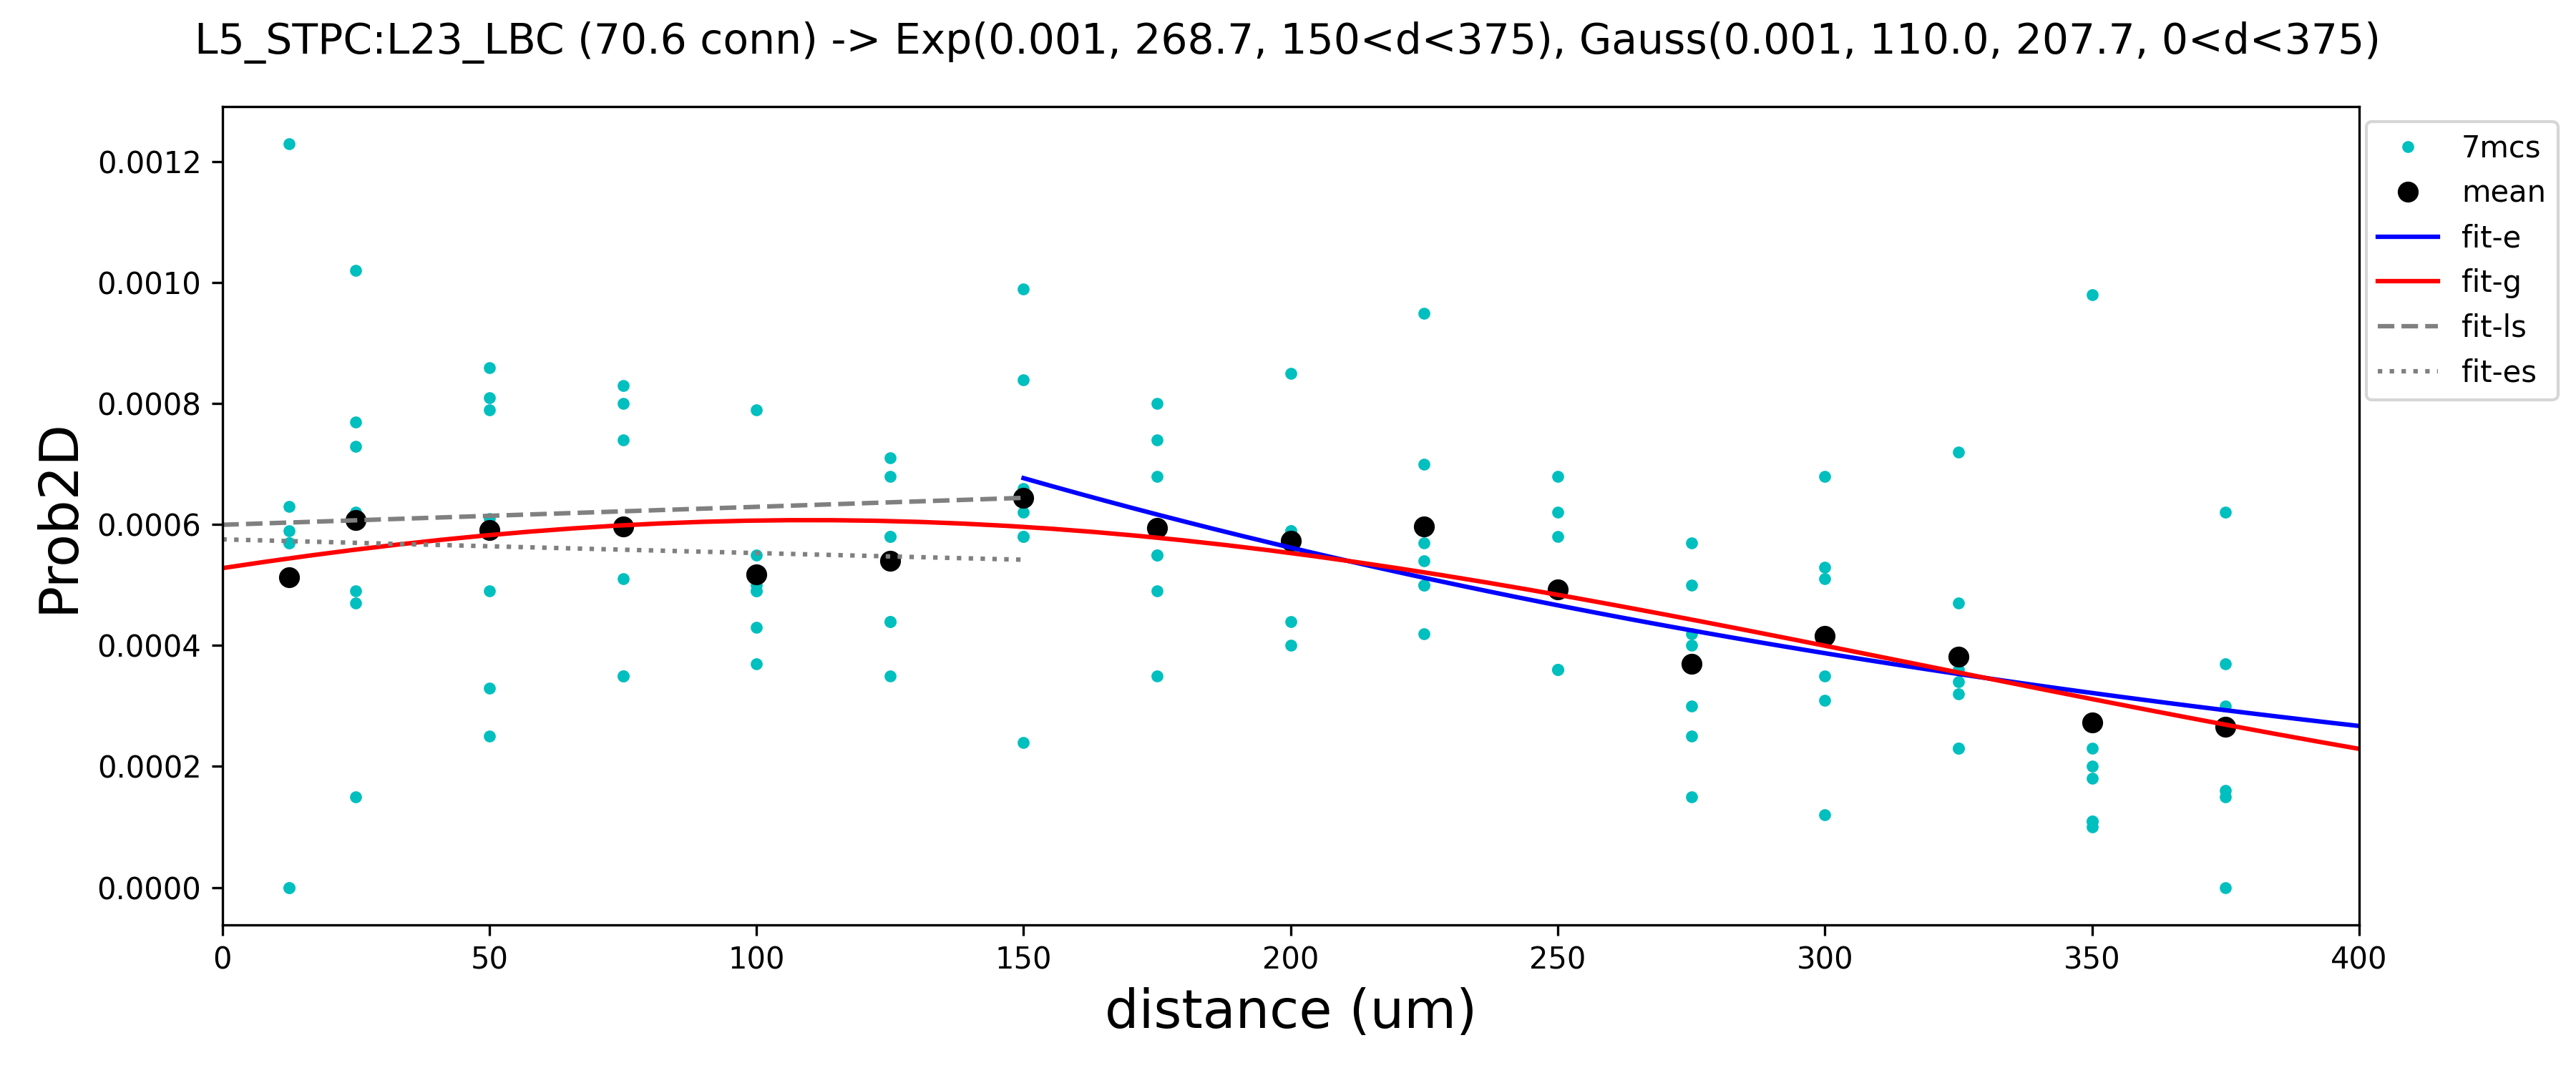 L5_STPC:L23_LBC (70.6 conn) -> Exp(0.001, 268.7, 150<d<375), Gauss(0.001, 110.0, 207.7, 0<d<375)
7mcs
mean
fit-e
fit-g
fit-ls
fit-es
Prob2D
0.0012
0.0010
0.0008
0.0006
0.0004
0.0002
0.0000
0 50 100 150 200 250 300 350 400
distance (um)